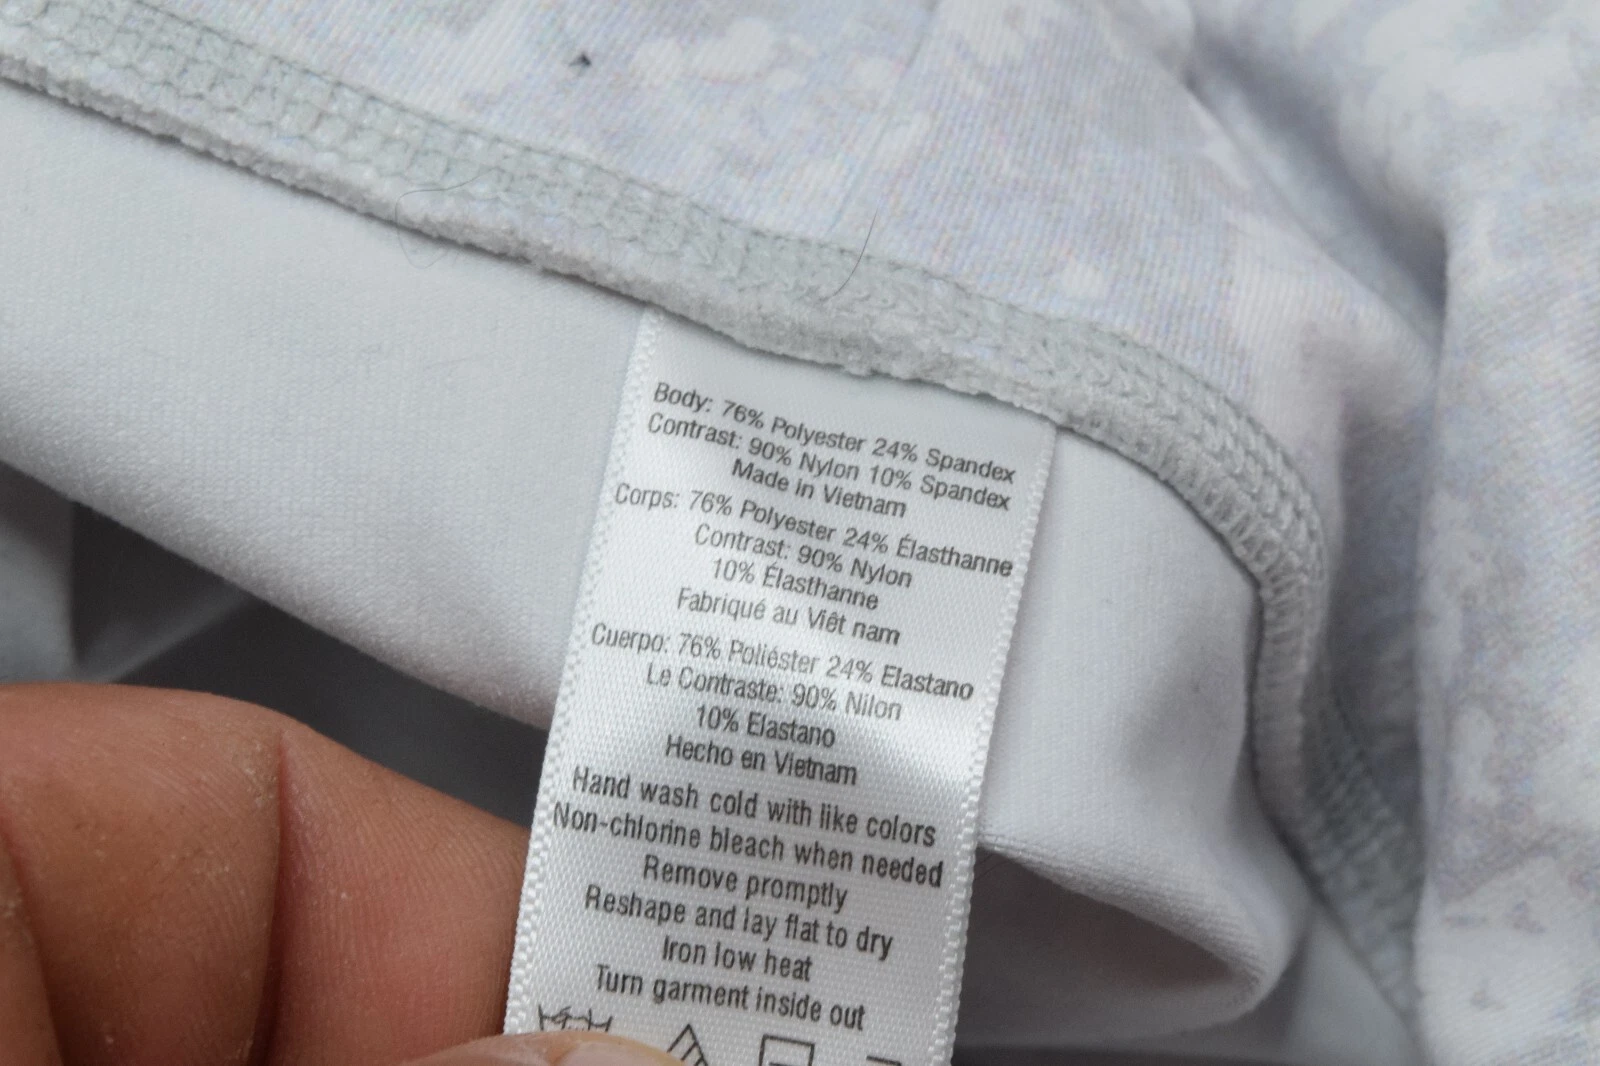 Body: 76% Polyester 24% Spandex
Contrast: 90% Nylon 10% Spandex
Made in Vietnam
Corps: 76% Polyester 24% Élasthanne
Contrast: 90% Nylon
10% Élasthanne
Fabriqué au Viêt nam
Cuerpo: 76% Poliéster 24% Elastano
Le Contraste: 90% Nilon
10% Elastano
Hecho en Vietnam
Hand wash cold with like colors
Non-chlorine bleach when needed
Remove promptly
Reshape and lay flat to dry
Iron low heat
Turn garment inside out